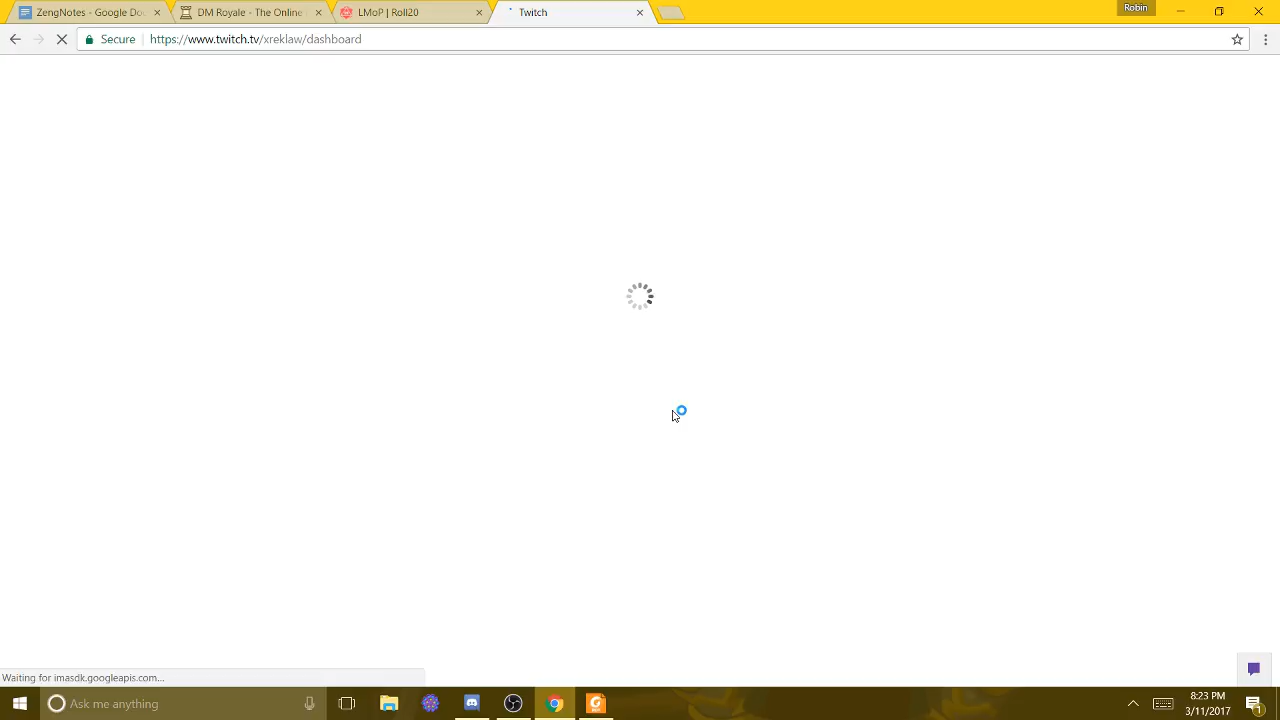 ZengNotes - Google Do
DM Royale - The Online
LMoP | Roll20
Twitch
Robin
Secure
https://www.twitch.tv/xreklaw/dashboard
Waiting for imasdk.googleapis.com...
Ask me anything
8:23 PM
3/11/2017
1